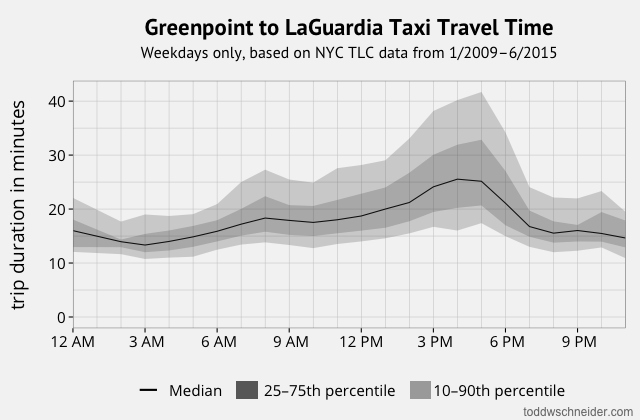 Greenpoint to LaGuardia Taxi Travel Time
Weekdays only, based on NYC TLC data from 1/2009–6/2015
trip duration in minutes
40
30
20
10
0
12 AM 3 AM 6 AM 9 AM 12 PM 3 PM 6 PM 9 PM
Median 25–75th percentile 10–90th percentile
toddwschneider.com